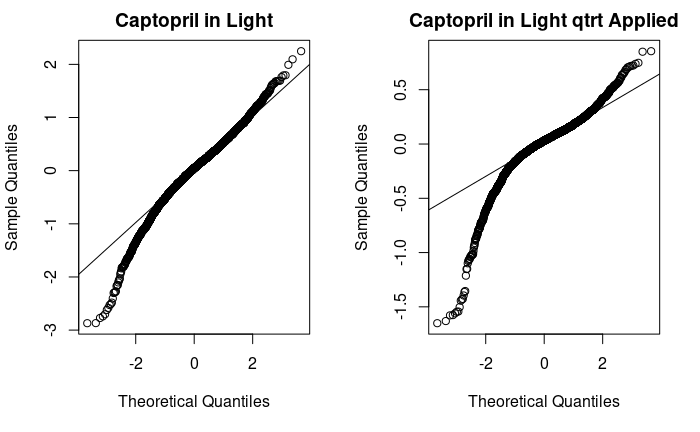 Captopril in Light
Sample Quantiles
2
1
0
-1
-2
-3
-2
0
2
Theoretical Quantiles
Captopril in Light qtrt Applied
Sample Quantiles
0.5
0.0
-0.5
-1.0
-1.5
-2
0
2
Theoretical Quantiles